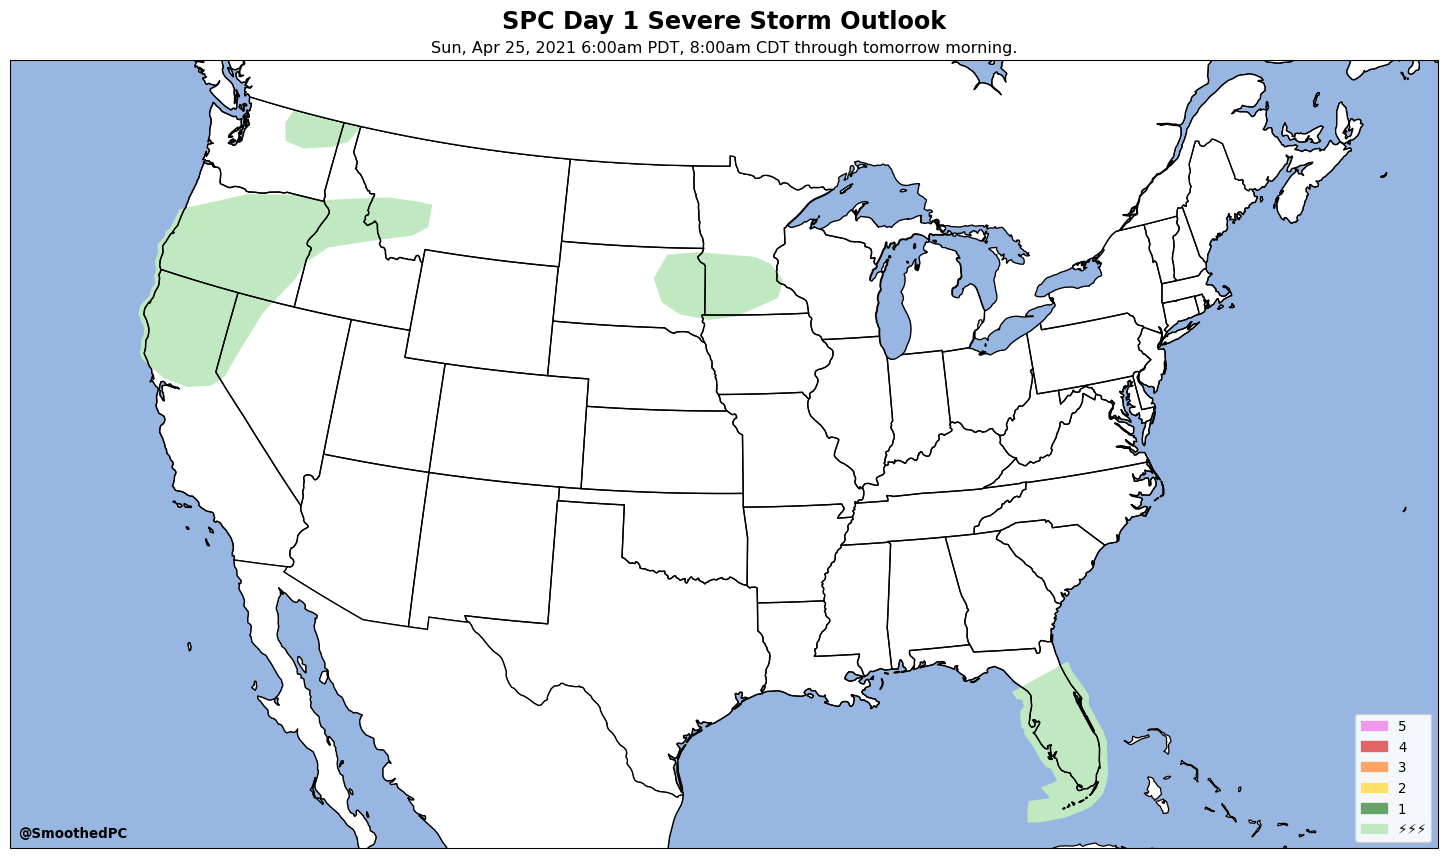 SPC Day 1 Severe Storm Outlook
Sun, Apr 25, 2021 6:00am PDT, 8:00am CDT through tomorrow morning.
5
4
3
2
1
⚡⚡⚡
@SmoothedPC